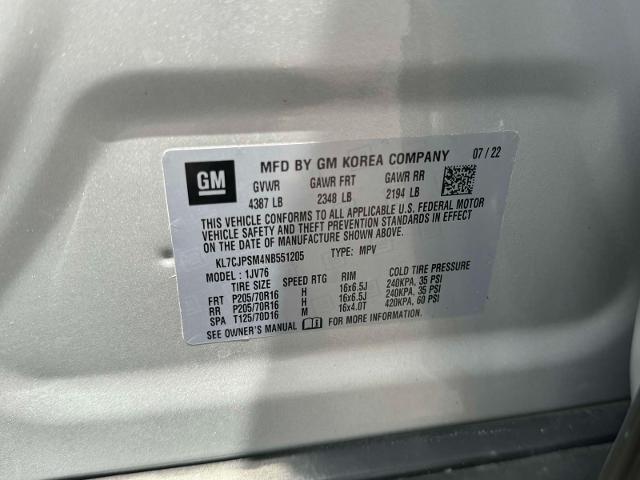 GM
MFD BY GM KOREA COMPANY 07/22
GVWR GAWR FRT GAWR RR
4387 LB 2348 LB 2194 LB
THIS VEHICLE CONFORMS TO ALL APPLICABLE U.S. FEDERAL MOTOR
VEHICLE SAFETY AND THEFT PREVENTION STANDARDS IN EFFECT
ON THE DATE OF MANUFACTURE SHOWN ABOVE.
KL7CJPSM4NB551205 TYPE: MPV
MODEL : 1JV76
TIRE SIZE SPEED RTG RIM COLD TIRE PRESSURE
FRT P205/70R16 H 16x6.5J 240KPA, 35 PSI
RR P205/70R16 H 16x6.5J 240KPA, 35 PSI
SPA T125/70D16 M 16x4.0T 420KPA, 60 PSI
SEE OWNER'S MANUAL FOR MORE INFORMATION.